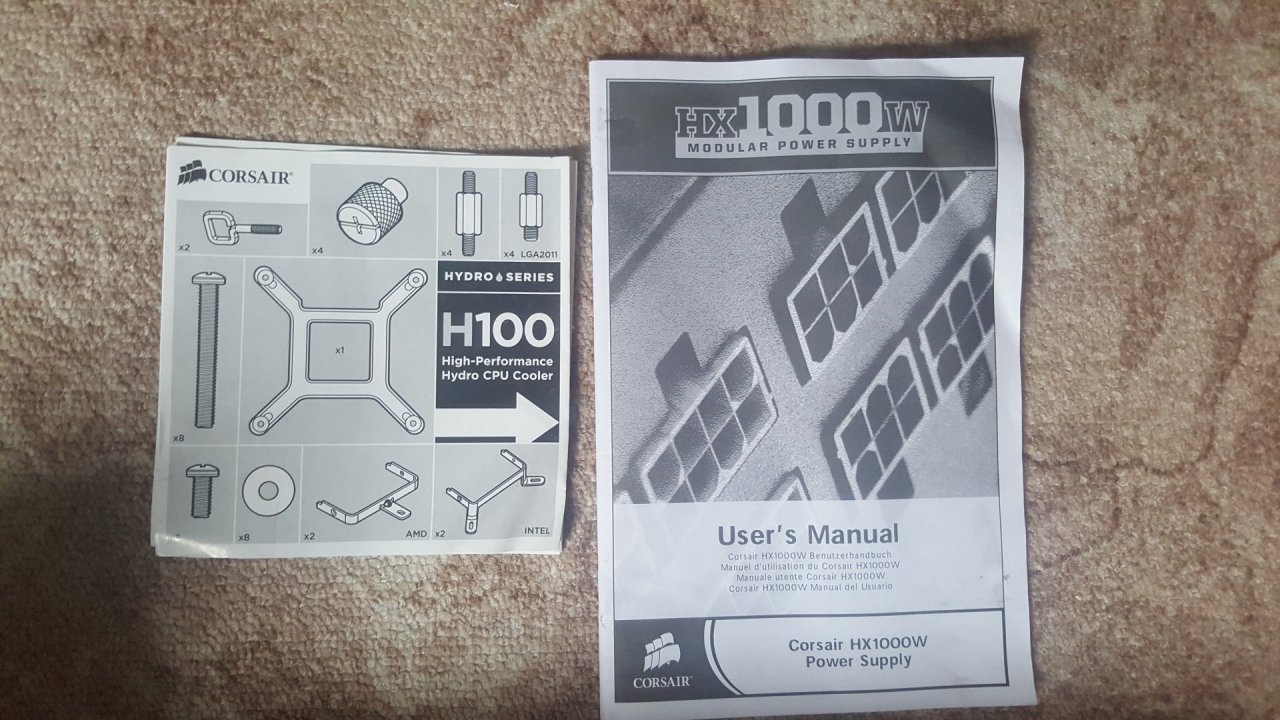 CORSAIR
x2
x4
x4
x4 LGA2011
HYDRO SERIES
H100
High-Performance
Hydro CPU Cooler
x1
x8
x8
x2
AMD
x2
INTEL
HX1000W
MODULAR POWER SUPPLY
User's Manual
Corsair HX1000W Benutzerhandbuch
Manuel d'utilisation du Corsair HX1000W
Manuale utente Corsair HX1000W
Corsair HX1000W Manual del Usuario
CORSAIR
Corsair HX1000W
Power Supply